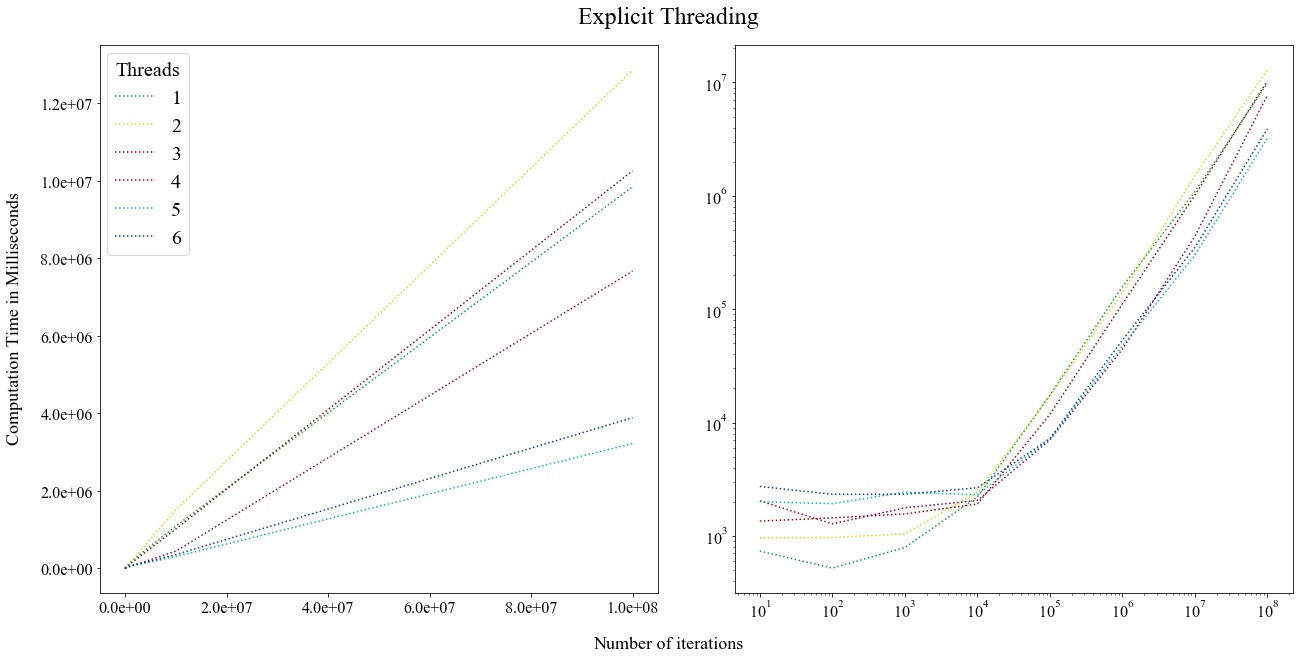 Explicit Threading
Computation Time in Milliseconds
1.2e+07
1.0e+07
8.0e+06
6.0e+06
4.0e+06
2.0e+06
0.0e+00
Threads
1
2
3
4
5
6
0.0e+00 2.0e+07 4.0e+07 6.0e+07 8.0e+07 1.0e+08
10⁷
10⁶
10⁵
10⁴
10³
10¹ 10² 10³ 10⁴ 10⁵ 10⁶ 10⁷ 10⁸
Number of iterations